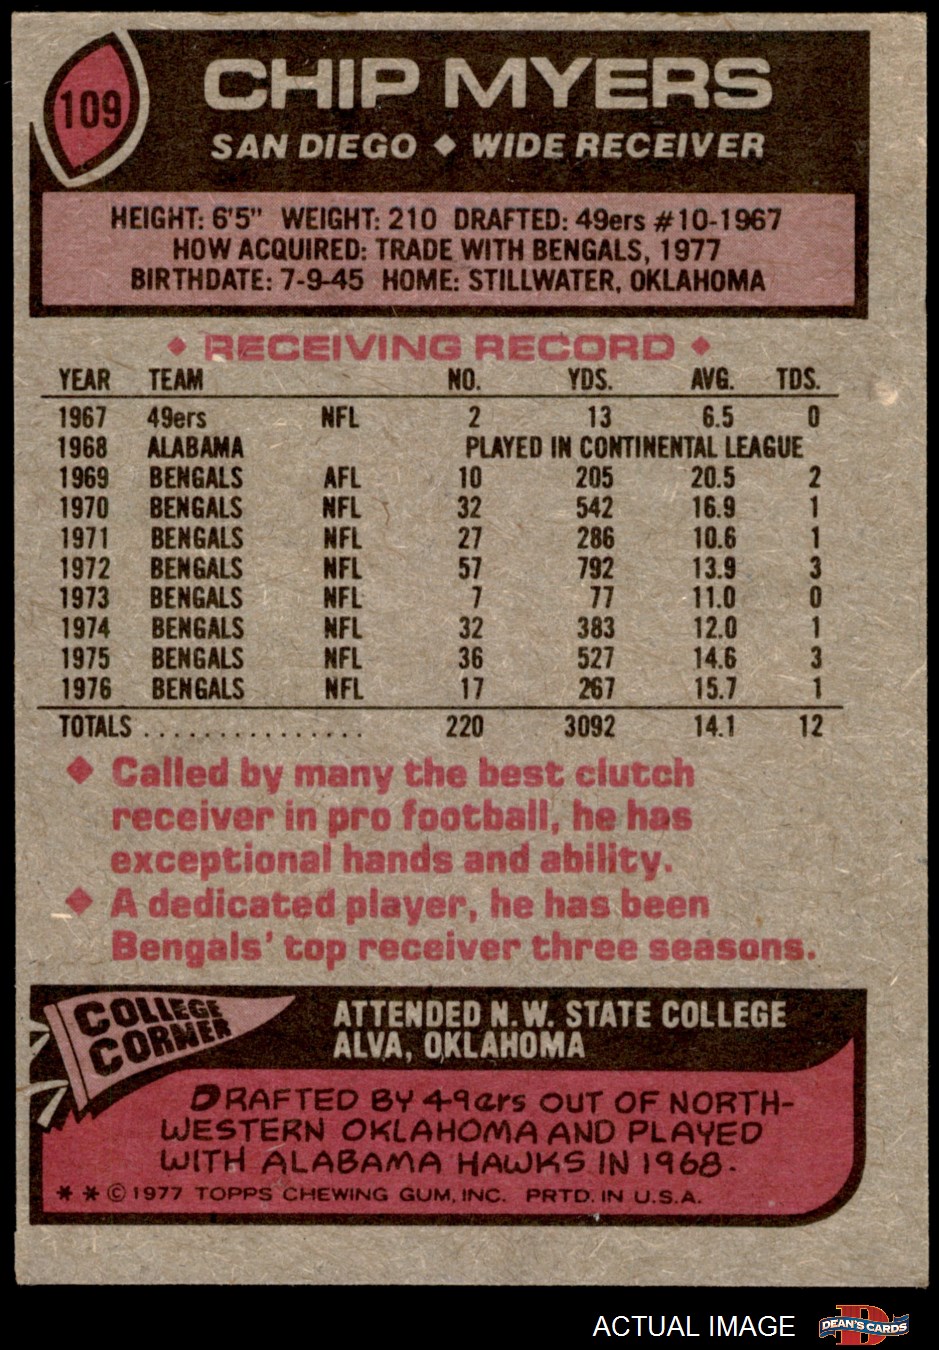 109
CHIP MYERS
SAN DIEGO ◆ WIDE RECEIVER
HEIGHT: 6'5" WEIGHT: 210 DRAFTED: 49ers #10-1967
HOW ACQUIRED: TRADE WITH BENGALS, 1977
BIRTHDATE: 7-9-45 HOME: STILLWATER, OKLAHOMA
◆ RECEIVING RECORD ◆
YEAR TEAM NO. YDS. AVG. TDS.
1967 49ers NFL 2 13 6.5 0
1968 ALABAMA PLAYED IN CONTINENTAL LEAGUE
1969 BENGALS AFL 10 205 20.5 2
1970 BENGALS NFL 32 542 16.9 1
1971 BENGALS NFL 27 286 10.6 1
1972 BENGALS NFL 57 792 13.9 3
1973 BENGALS NFL 7 77 11.0 0
1974 BENGALS NFL 32 383 12.0 1
1975 BENGALS NFL 36 527 14.6 3
1976 BENGALS NFL 17 267 15.7 1
TOTALS . . . . . . . . . . . . . . . 220 3092 14.1 12
◆ Called by many the best clutch
receiver in pro football, he has
exceptional hands and ability.
◆ A dedicated player, he has been
Bengals' top receiver three seasons.
COLLEGE
CORNER
ATTENDED N.W. STATE COLLEGE
ALVA, OKLAHOMA
DRAFTED BY 49ers OUT OF NORTH-
WESTERN OKLAHOMA AND PLAYED
WITH ALABAMA HAWKS IN 1968.
* * © 1977 TOPPS CHEWING GUM, INC. PRTD. IN U.S.A.
ACTUAL IMAGE
D
DEAN'S CARDS